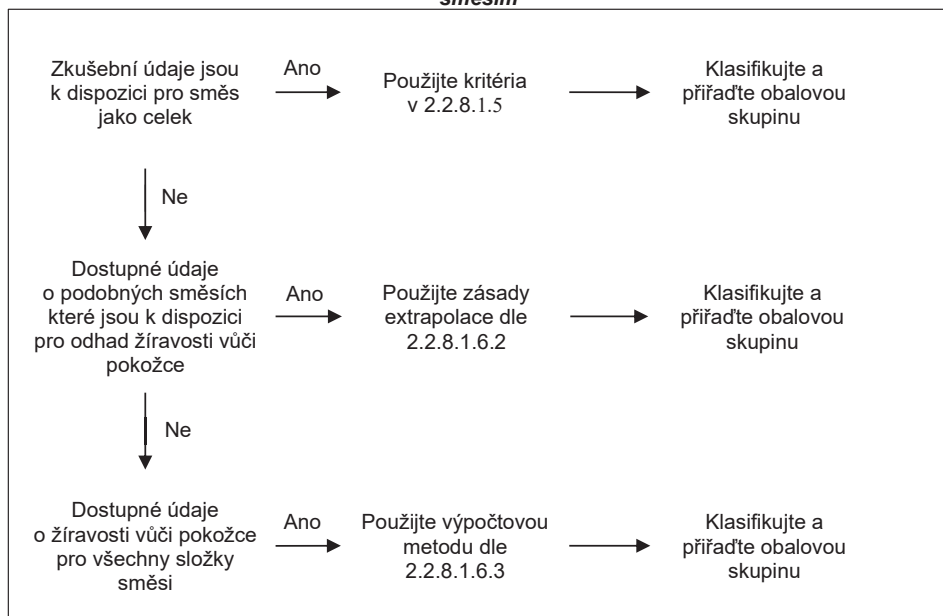 směsím
Zkušební údaje jsou
k dispozici pro směs
jako celek
Ano
Použijte kritéria
v 2.2.8.1.5
Klasifikujte a
přiřaďte obalovou
skupinu
Ne
Dostupné údaje
o podobných směsích
které jsou k dispozici
pro odhad žíravosti vůči
pokožce
Ano
Použijte zásady
extrapolace dle
2.2.8.1.6.2
Klasifikujte a
přiřaďte obalovou
skupinu
Ne
Dostupné údaje
o žíravosti vůči pokožce
pro všechny složky
směsi
Ano
Použijte výpočtovou
metodu dle
2.2.8.1.6.3
Klasifikujte a
přiřaďte obalovou
skupinu